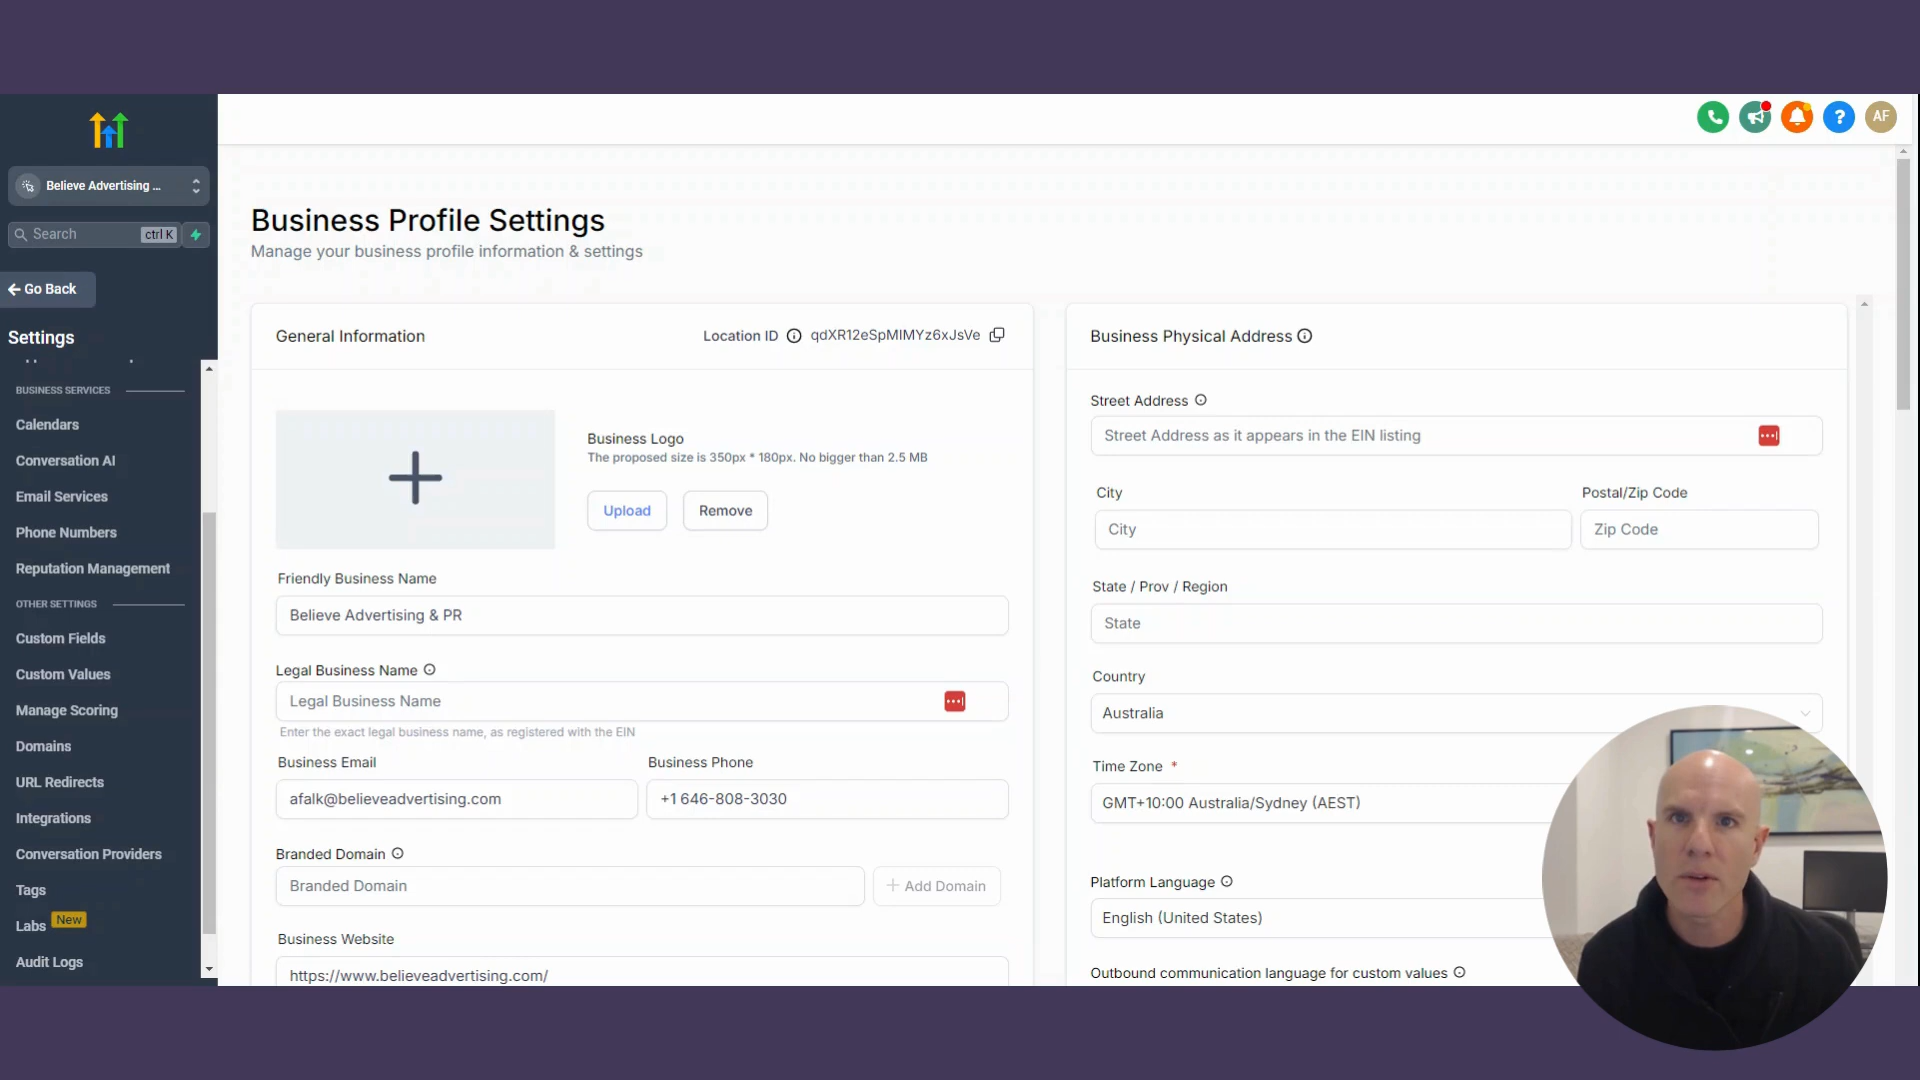 AF
Believe Advertising ...
Search ctrl K
Go Back
Settings
BUSINESS SERVICES
Calendars
Conversation AI
Email Services
Phone Numbers
Reputation Management
OTHER SETTINGS
Custom Fields
Custom Values
Manage Scoring
Domains
URL Redirects
Integrations
Conversation Providers
Tags
Labs New
Audit Logs
Business Profile Settings
Manage your business profile information & settings
General Information
Location ID qdXR12eSpMIMYz6xJsVe
Business Logo
The proposed size is 350px * 180px. No bigger than 2.5 MB
Upload Remove
Friendly Business Name
Believe Advertising & PR
Legal Business Name
Legal Business Name
Enter the exact legal business name, as registered with the EIN
Business Email Business Phone
afalk@believeadvertising.com +1 646-808-3030
Branded Domain
Branded Domain + Add Domain
Business Website
https://www.believeadvertising.com/
Business Physical Address
Street Address
Street Address as it appears in the EIN listing
City Postal/Zip Code
City Zip Code
State / Prov / Region
State
Country
Australia
Time Zone *
GMT+10:00 Australia/Sydney (AEST)
Platform Language
English (United States)
Outbound communication language for custom values